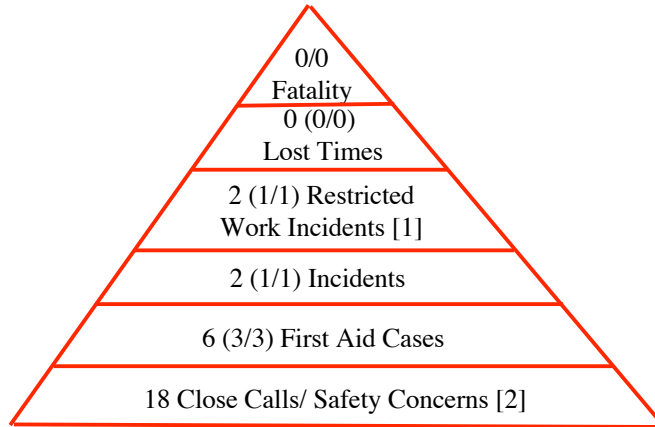 0/0
Fatality
0 (0/0)
Lost Times
2 (1/1) Restricted
Work Incidents [1]
2 (1/1) Incidents
6 (3/3) First Aid Cases
18 Close Calls/ Safety Concerns [2]